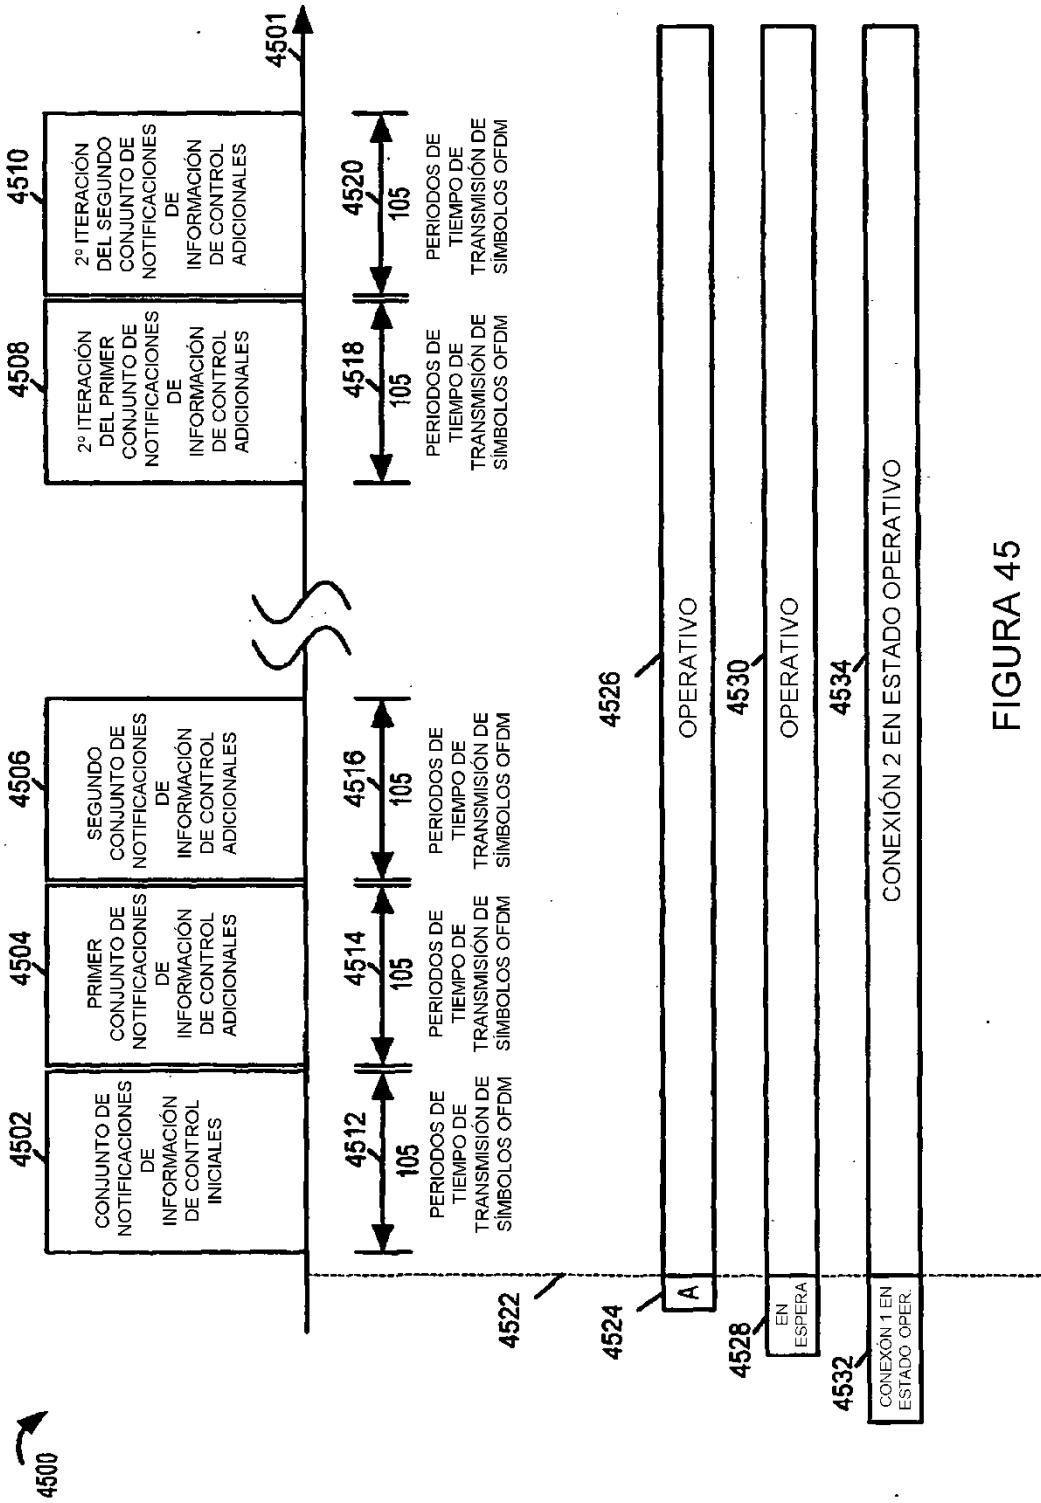 4500
4502
CONJUNTO DE
NOTIFICACIONES
DE
INFORMACIÓN
DE CONTROL
INICIALES
4504
PRIMER
CONJUNTO DE
NOTIFICACIONES
DE
INFORMACIÓN
DE CONTROL
ADICIONALES
4506
SEGUNDO
CONJUNTO DE
NOTIFICACIONES
DE
INFORMACIÓN
DE CONTROL
ADICIONALES
4508
2º ITERACIÓN
DEL PRIMER
CONJUNTO DE
NOTIFICACIONES
DE
INFORMACIÓN
DE CONTROL
ADICIONALES
4510
2º ITERACIÓN
DEL SEGUNDO
CONJUNTO DE
NOTIFICACIONES
DE
INFORMACIÓN
DE CONTROL
ADICIONALES
4501
4512
105
PERIODOS DE
TIEMPO DE
TRANSMISIÓN DE
SÍMBOLOS OFDM
4514
105
PERIODOS DE
TIEMPO DE
TRANSMISIÓN DE
SÍMBOLOS OFDM
4516
105
PERIODOS DE
TIEMPO DE
TRANSMISIÓN DE
SÍMBOLOS OFDM
4518
105
PERIODOS DE
TIEMPO DE
TRANSMISIÓN DE
SÍMBOLOS OFDM
4520
105
PERIODOS DE
TIEMPO DE
TRANSMISIÓN DE
SÍMBOLOS OFDM
4522
4524
A
4526
OPERATIVO
4528
EN
ESPERA
4530
OPERATIVO
4532
CONEXÓN 1 EN
ESTADO OPER.
4534
CONEXIÓN 2 EN ESTADO OPERATIVO
FIGURA 45